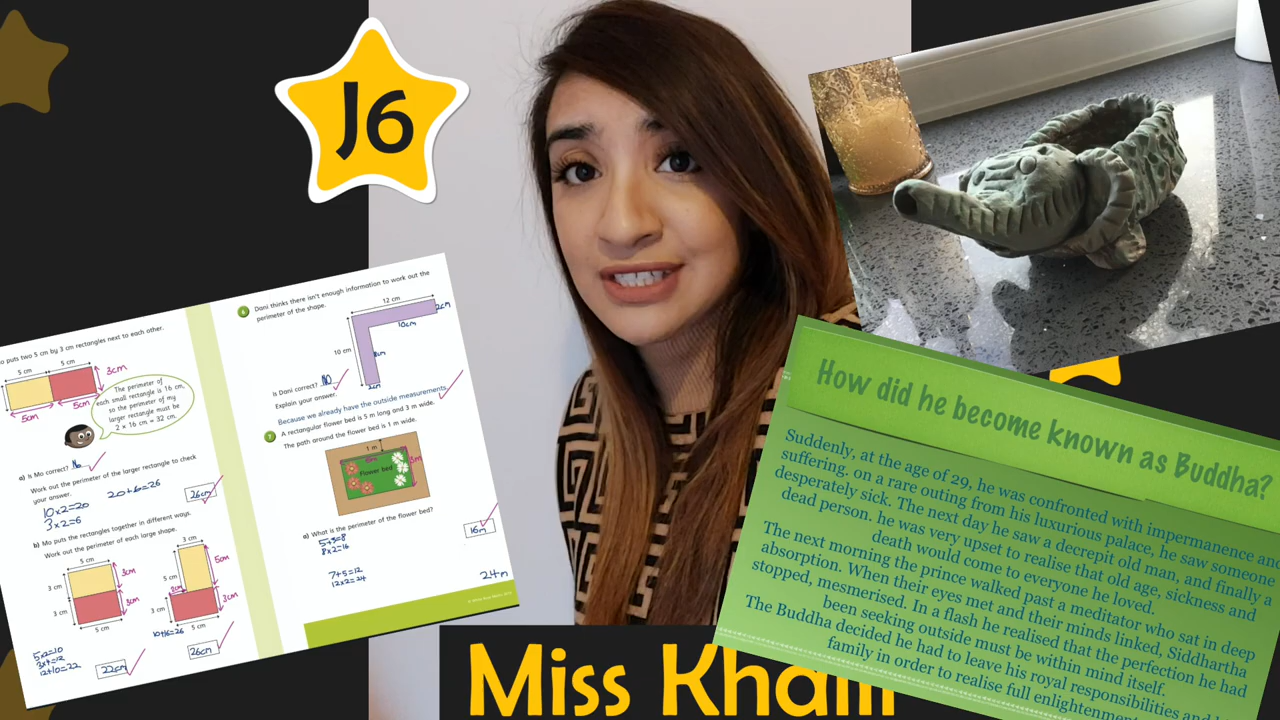 J6
Miss Kha
to puts two 5 cm by 3 cm rectangles next to each other.
5 cm
5 cm
3cm
5cm
5cm
The perimeter of
each small rectangle is 16 cm,
so the perimeter of my
larger rectangle must be
2 x 16 cm = 32 cm.
a) Is Mo correct? No
Work out the perimeter of the larger rectangle to check
your answer.
20+6=26
10x2=20
3x2=6
26cm
b) Mo puts the rectangles together in different ways.
Work out the perimeter of each large shape.
5 cm
3 cm
3 cm
3cm
3cm
5 cm
3 cm
5 cm
5cm
2cm
3 cm
3cm
5 cm
10+16=26
5x2=10
3x4=12
12+10=22
22cm
26cm
6
Dani thinks there isn't enough information to work out the
perimeter of the shape.
12 cm
2cm
10cm
10 cm
8cm
2cm
Is Dani correct? No
Explain your answer.
Because we already have the outside measurements
7
A rectangular flower bed is 5 m long and 3 m wide.
The path around the flower bed is 1 m wide.
1 m
5m
3m
Flower bed
a) What is the perimeter of the flower bed?
5+3=8
8x2=16
16m
7+5=12
12x2=24
24m
How did he become known as Buddha?
Suddenly, at the age of 29, he was confronted with impermanence and
suffering. on a rare outing from his luxurious palace, he saw someone
desperately sick. The next day he saw a decrepit old man, and finally a
dead person. he was very upset to realise that old age, sickness and
death would come to everyone he loved.
The next morning the prince walked past a meditator who sat in deep
absorption. When their eyes met and their minds linked, Siddhartha
stopped, mesmerised. In a flash he realised that the perfection he had
been seeking outside must be within mind itself.
The Buddha decided he had to leave his royal responsibilities and
family in order to realise full enlightenment